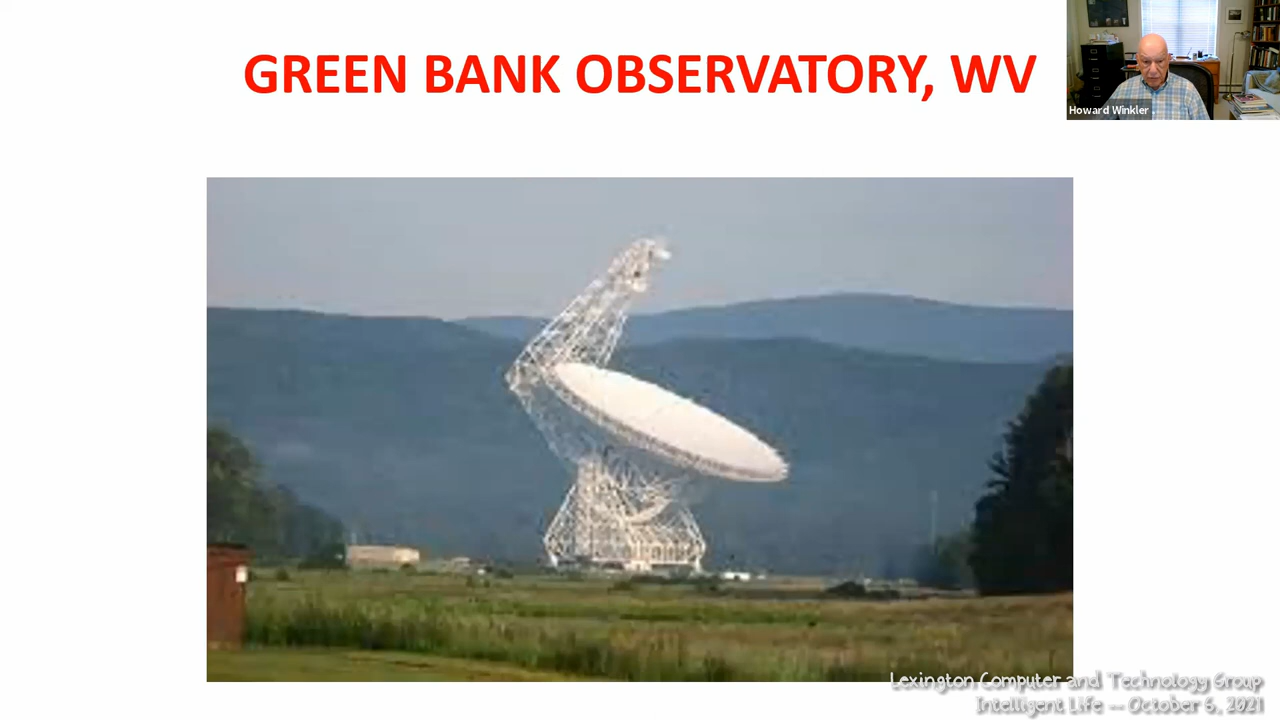 GREEN BANK OBSERVATORY, WV
Howard Winkler
Lexington Computer and Technology Group
Intelligent Life -- October 6, 2021